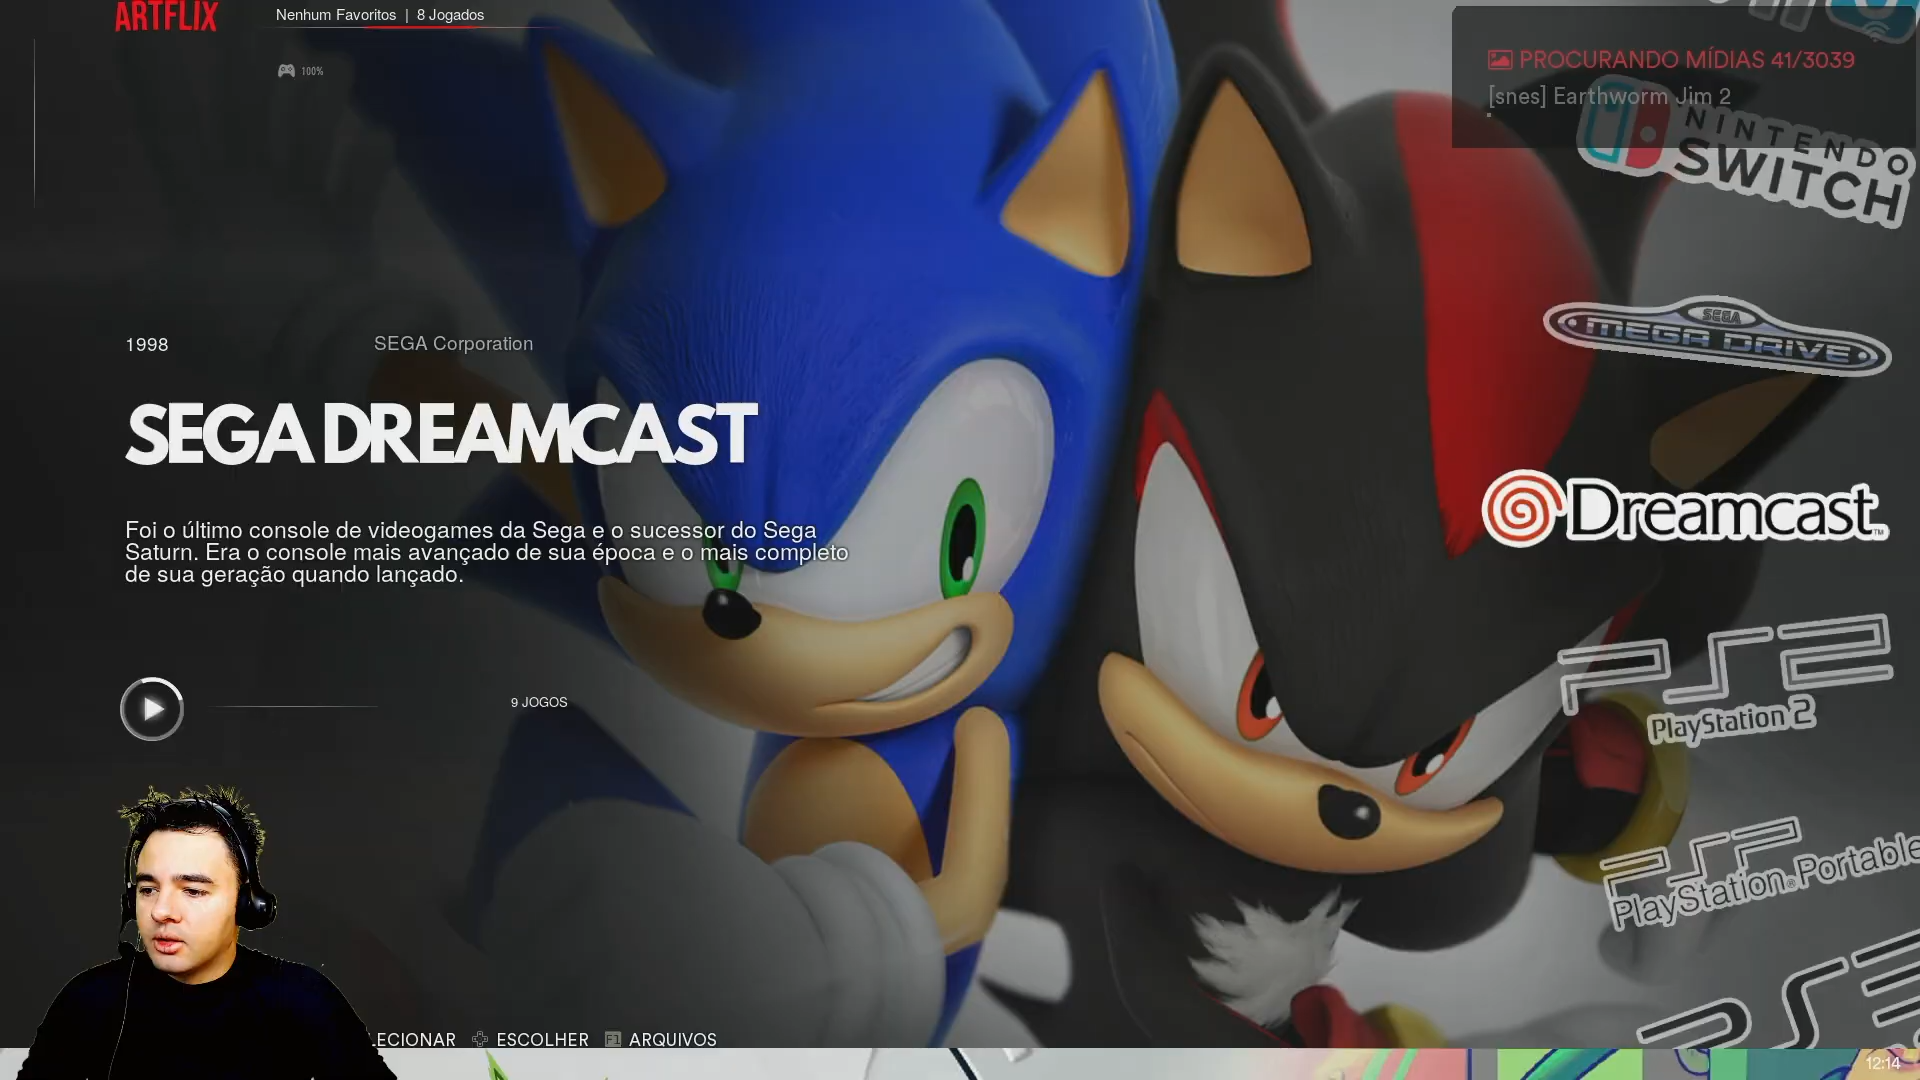 ARTFLIX
Nenhum Favoritos | 8 Jogados
100%
PROCURANDO MÍDIAS 41/3039
[snes] Earthworm Jim 2
NINTENDO
SWITCH
SEGA
MEGA DRIVE
1998
SEGA Corporation
SEGA DREAMCAST
Dreamcast™
Foi o último console de videogames da Sega e o sucessor do Sega
Saturn. Era o console mais avançado de sua época e o mais completo
de sua geração quando lançado.
PS2
PlayStation 2
9 JOGOS
PSP
PlayStation®Portable
PS3
LECIONAR
ESCOLHER
F1 ARQUIVOS
12:14